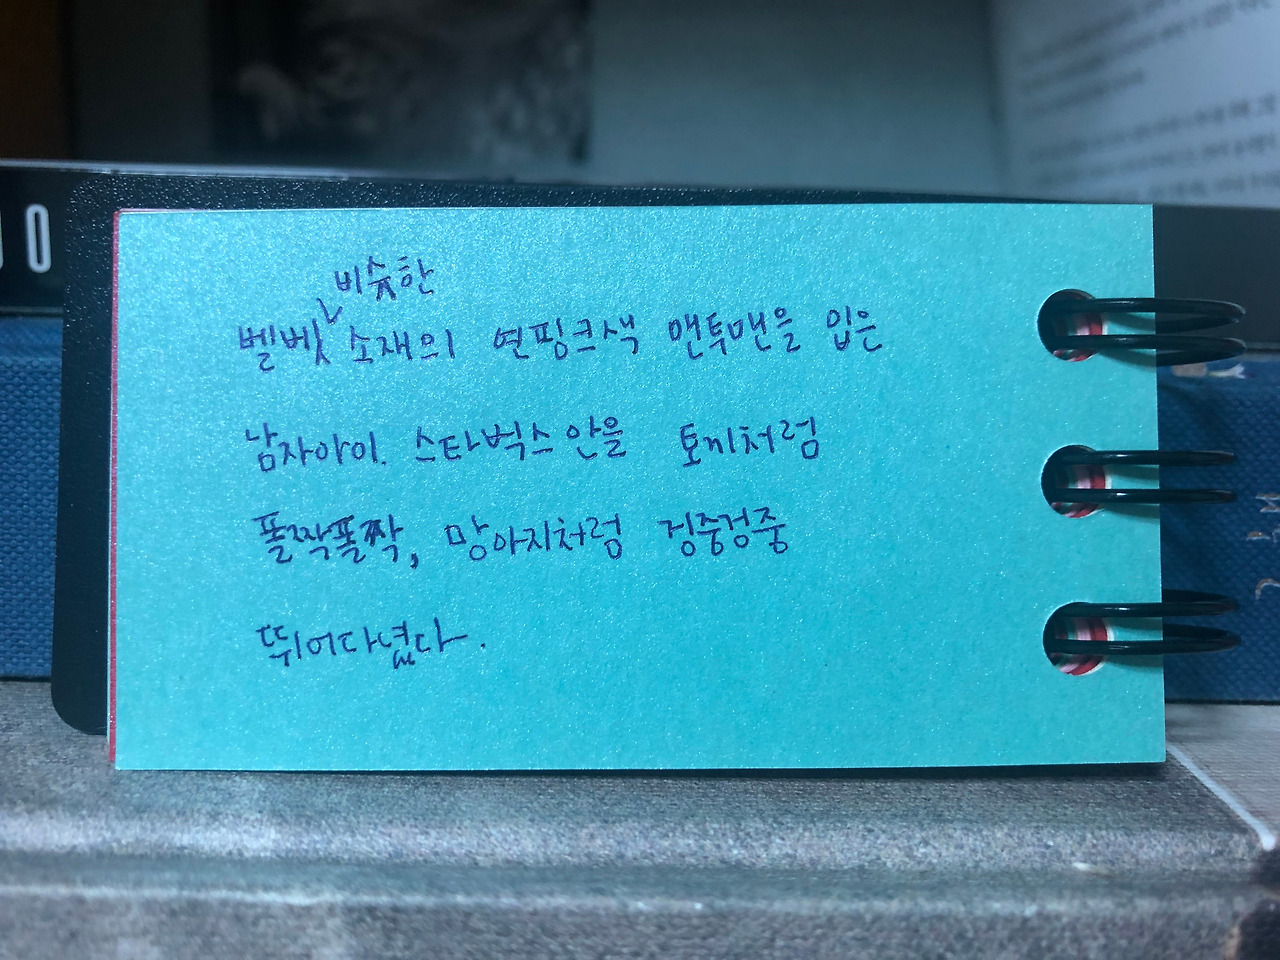 비슷한
벨벳 소재의 연핑크색 맨투맨을 입은
남자아이. 스타벅스 안을 토끼처럼
폴짝폴짝, 망아지처럼 겅중겅중
뛰어다녔다.